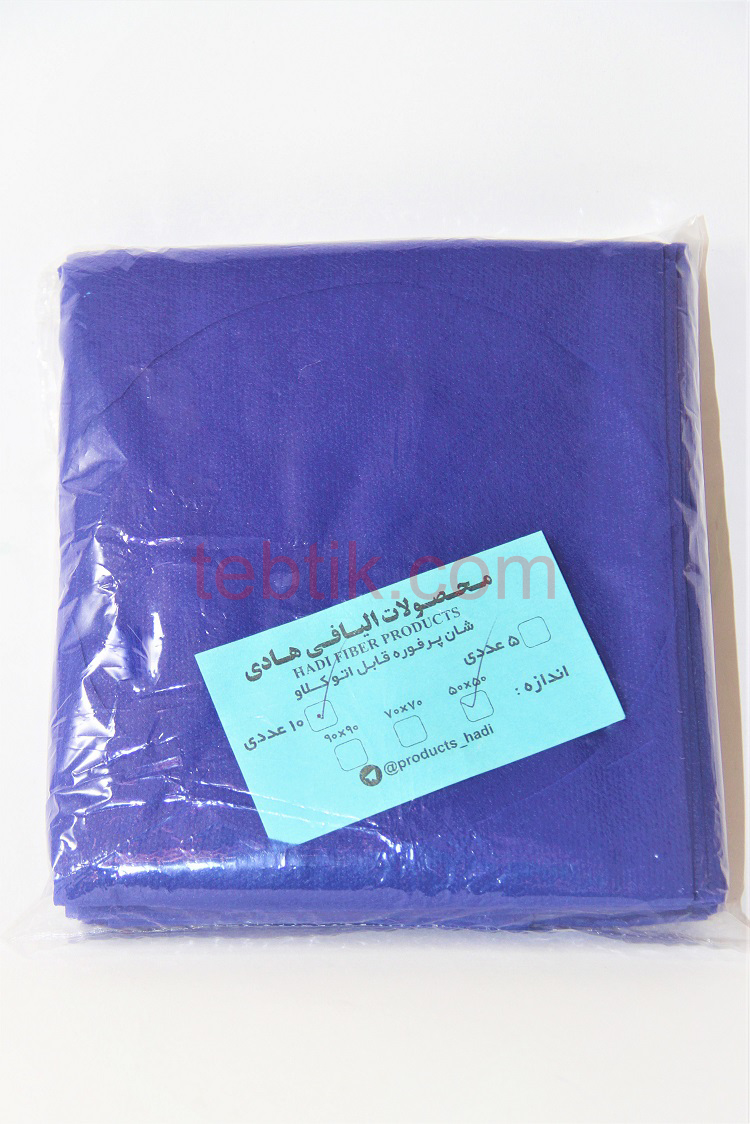 محصولات الیافی هادی
HADI FIBER PRODUCTS
شان پرفوره قابل اتوکلاو
۵ عددی ۱۰ عددی
اندازه : ۵۰×۵۰ ۷۰×۷۰ ۹۰×۹۰
@products_hadi
tebtik.com